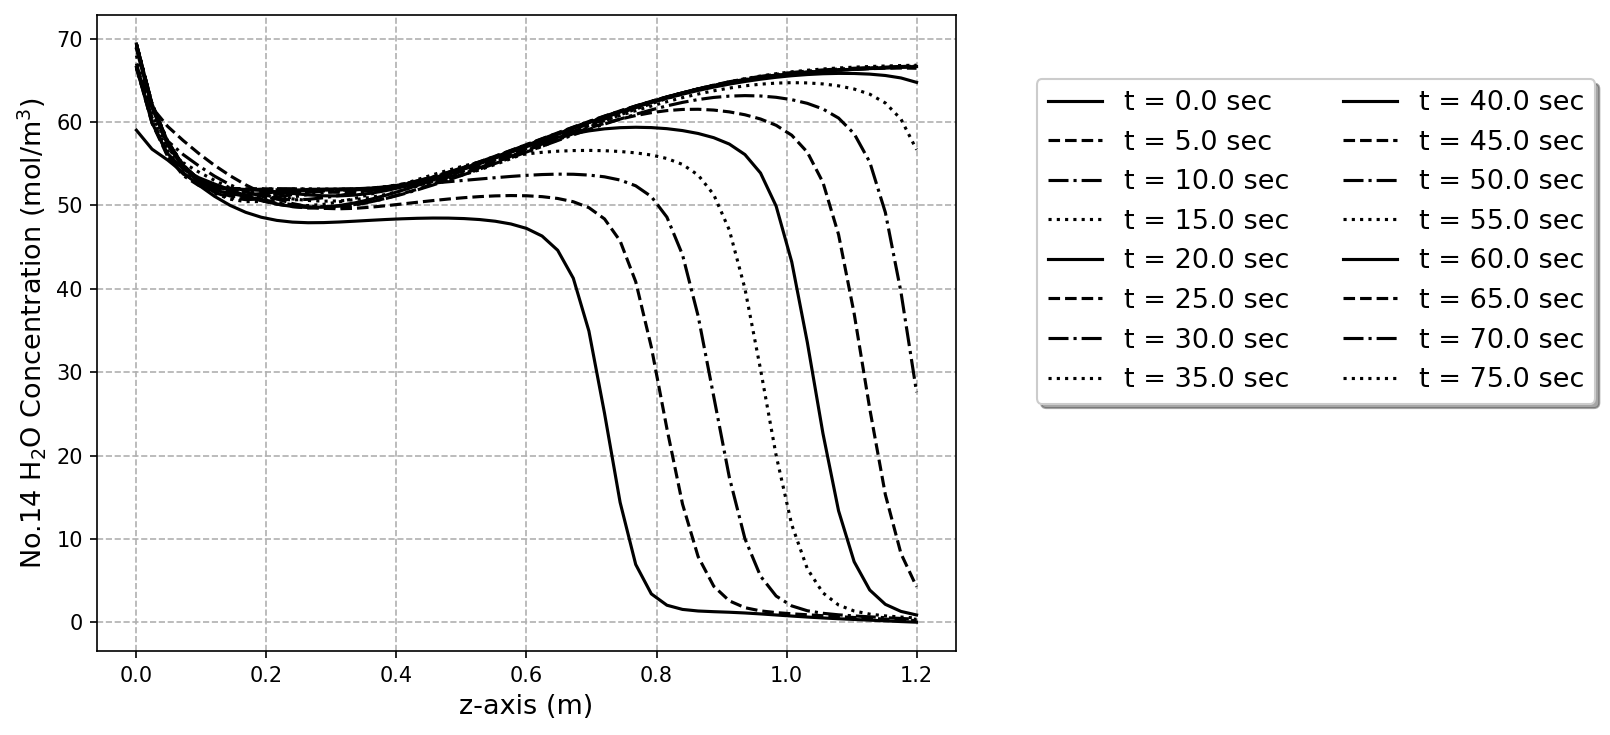 70
60
50
40
30
20
10
0
No.14 H₂O Concentration (mol/m³)
0.0 0.2 0.4 0.6 0.8 1.0 1.2
z-axis (m)
t = 0.0 sec
t = 5.0 sec
t = 10.0 sec
t = 15.0 sec
t = 20.0 sec
t = 25.0 sec
t = 30.0 sec
t = 35.0 sec
t = 40.0 sec
t = 45.0 sec
t = 50.0 sec
t = 55.0 sec
t = 60.0 sec
t = 65.0 sec
t = 70.0 sec
t = 75.0 sec